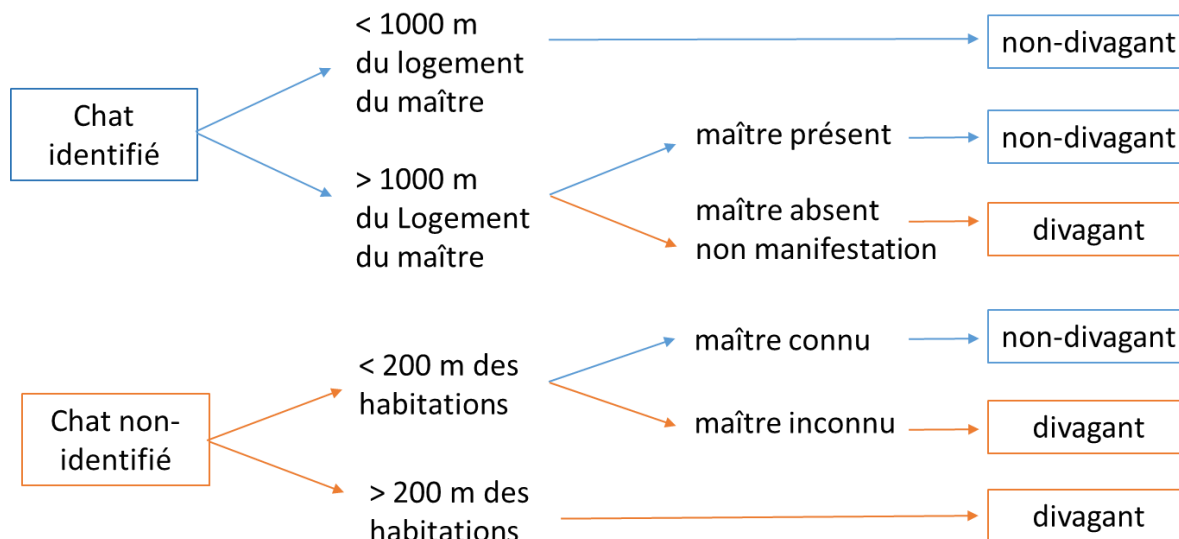 Chat
identifié
< 1000 m
du logement
du maître
non-divagant
> 1000 m
du Logement
du maître
maître présent
non-divagant
maître absent
non manifestation
divagant
Chat non-
identifié
< 200 m des
habitations
maître connu
non-divagant
maître inconnu
divagant
> 200 m des
habitations
divagant